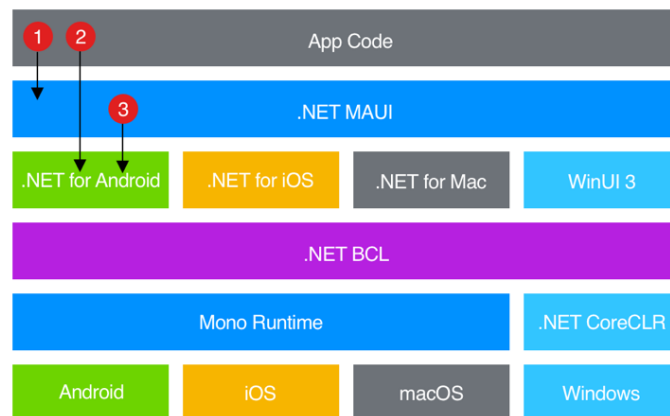 App Code
1
2
.NET MAUI
3
.NET for Android
.NET for iOS
.NET for Mac
WinUI 3
.NET BCL
Mono Runtime
.NET CoreCLR
Android
iOS
macOS
Windows